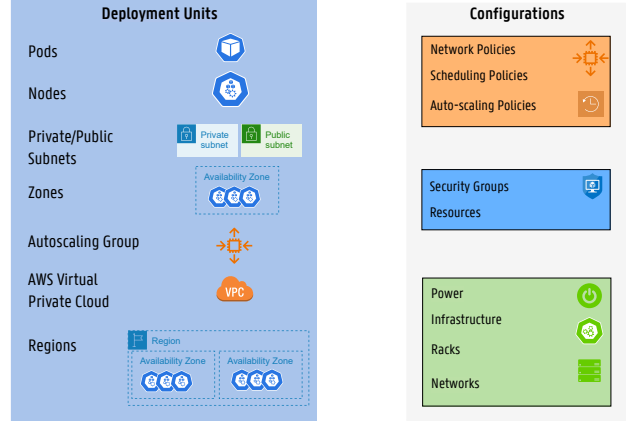 Deployment Units
Pods
Nodes
Private/Public
Subnets
Private
subnet
Public
subnet
Zones
Availability Zone
Autoscaling Group
AWS Virtual
Private Cloud
VPC
Regions
Region
Availability Zone
Availability Zone
Configurations
Network Policies
Scheduling Policies
Auto-scaling Policies
Security Groups
Resources
Power
Infrastructure
Racks
Networks